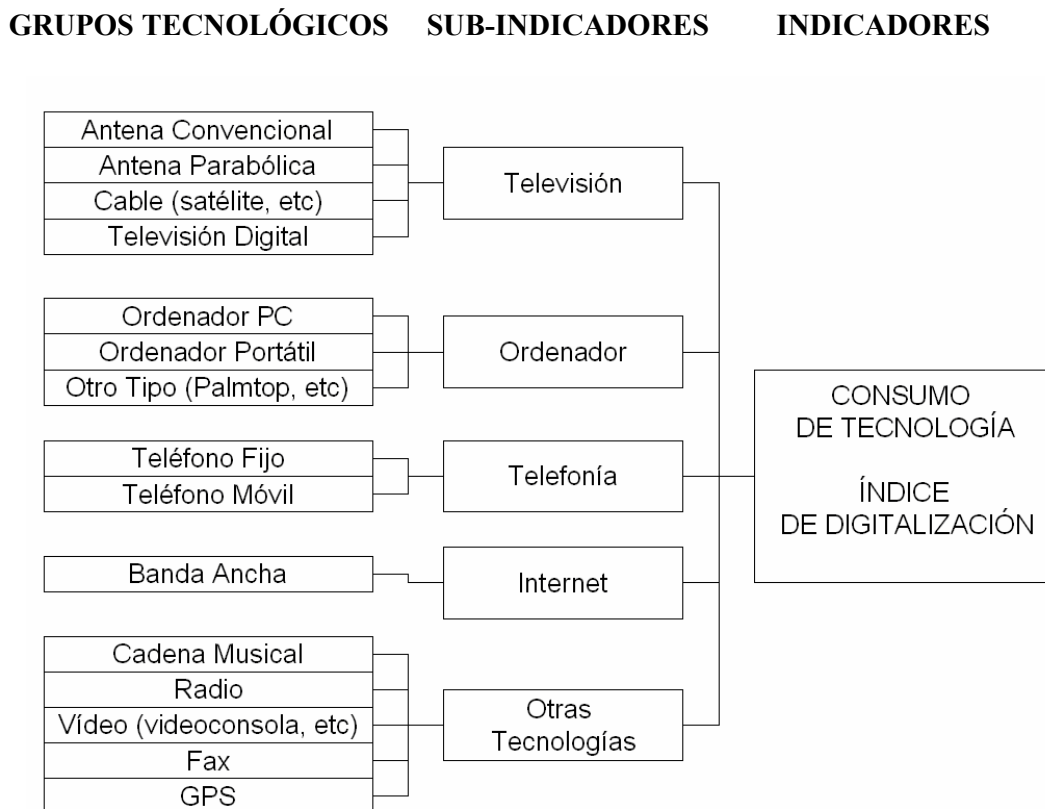 GRUPOS TECNOLÓGICOS SUB-INDICADORES INDICADORES
Antena Convencional
Antena Parabólica
Cable (satélite, etc)
Televisión Digital
Televisión
Ordenador PC
Ordenador Portátil
Otro Tipo (Palmtop, etc)
Ordenador
Teléfono Fijo
Teléfono Móvil
Telefonía
Banda Ancha
Internet
Cadena Musical
Radio
Vídeo (videoconsola, etc)
Fax
GPS
Otras
Tecnologías
CONSUMO
DE TECNOLOGÍA
ÍNDICE
DE DIGITALIZACIÓN